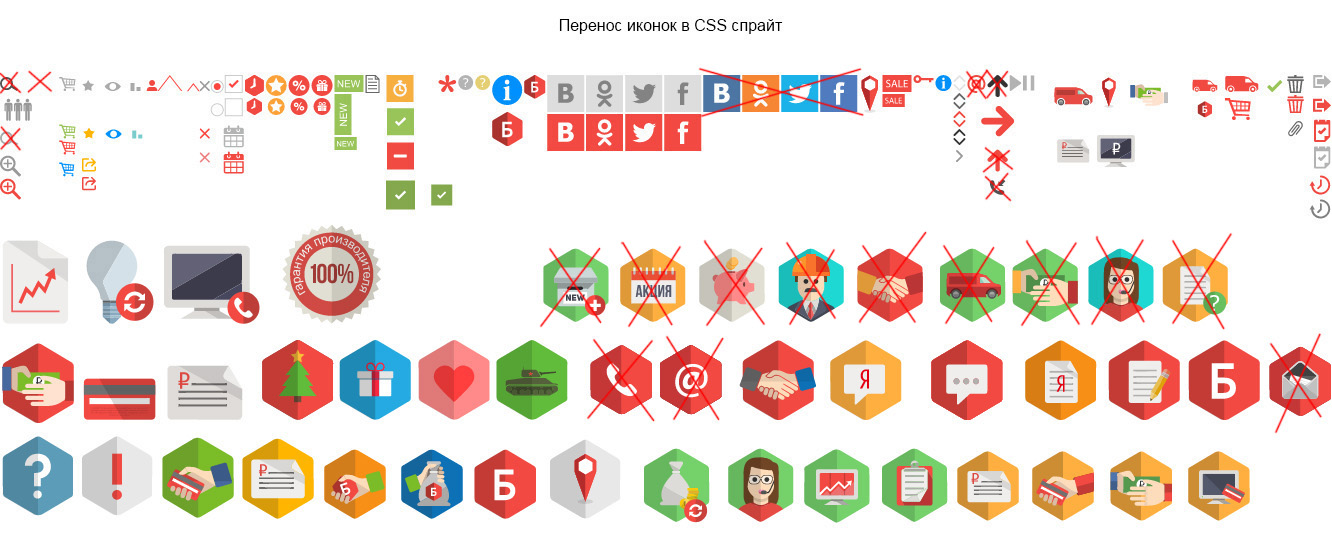 Перенос иконок в CSS спрайт
NEW
SALE
SALE
NEW
NEW
Б
Б
Б
гарантия производителя
100%
NEW
АКЦИЯ
Я
@
Я
Б
Б
Б
Б